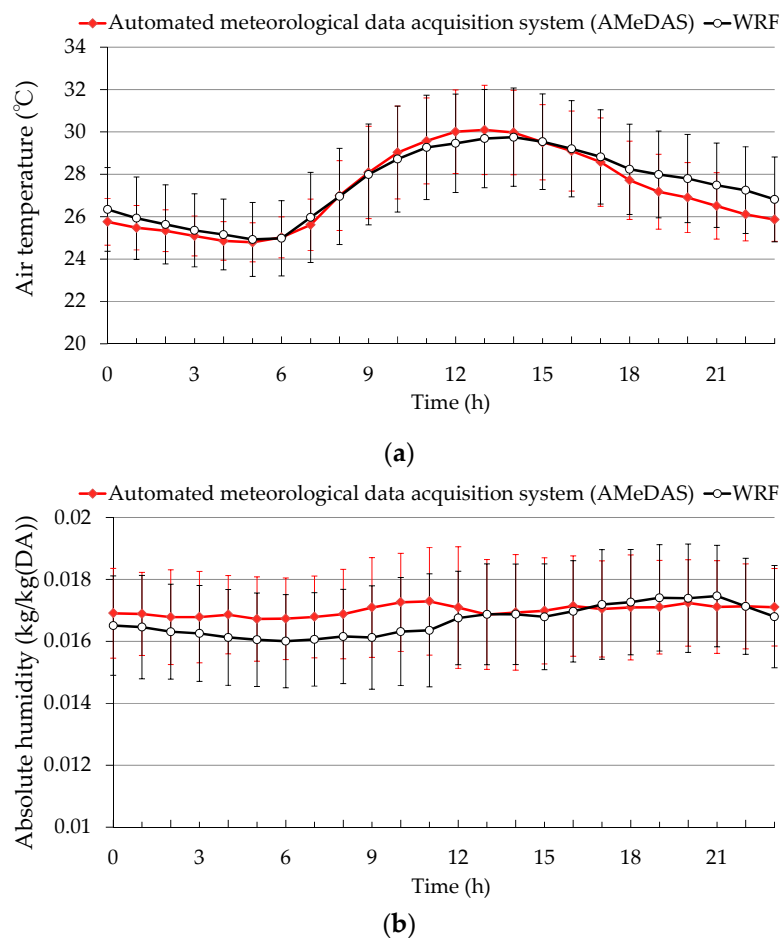 Automated meteorological data acquisition system (AMeDAS) WRF
34
32
30
28
26
24
22
20
Air temperature (℃)
0 3 6 9 12 15 18 21
Time (h)
(a)
Automated meteorological data acquisition system (AMeDAS) WRF
0.02
0.018
0.016
0.014
0.012
0.01
Absolute humidity (kg/kg(DA))
0 3 6 9 12 15 18 21
Time (h)
(b)